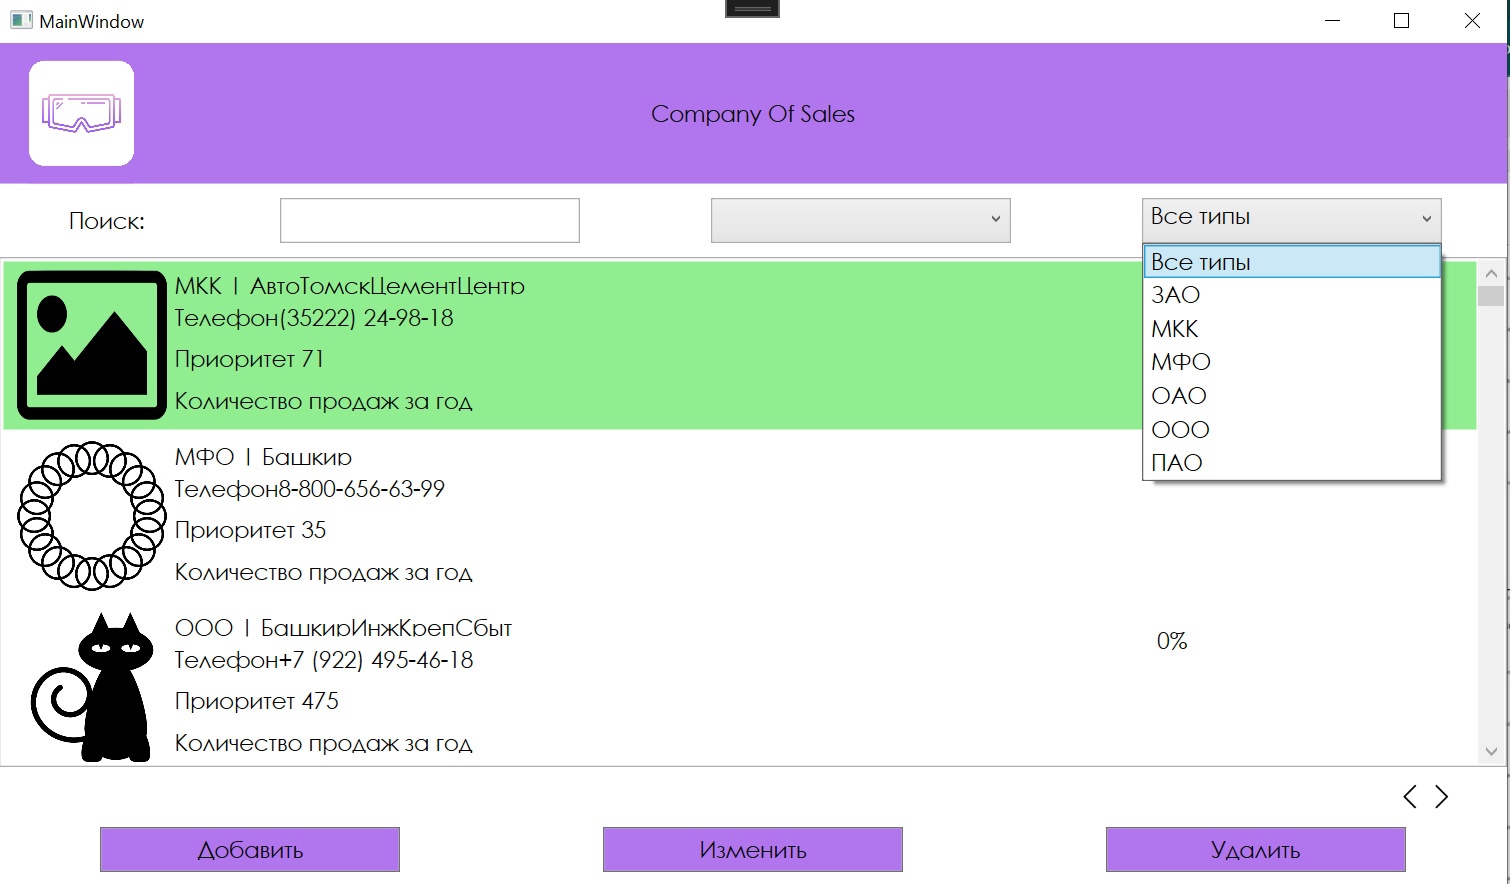 MainWindow
Company Of Sales
Поиск:
Все типы
Все типы
ЗАО
МКК
МФО
ОАО
ООО
ПАО
МКК | АвтоТомскЦементЦентр
Телефон(35222) 24-98-18
Приоритет 71
Количество продаж за год
МФО | Башкир
Телефон8-800-656-63-99
Приоритет 35
Количество продаж за год
ООО | БашкирИнжКрепСбыт
Телефон+7 (922) 495-46-18
0%
Приоритет 475
Количество продаж за год
Добавить
Изменить
Удалить